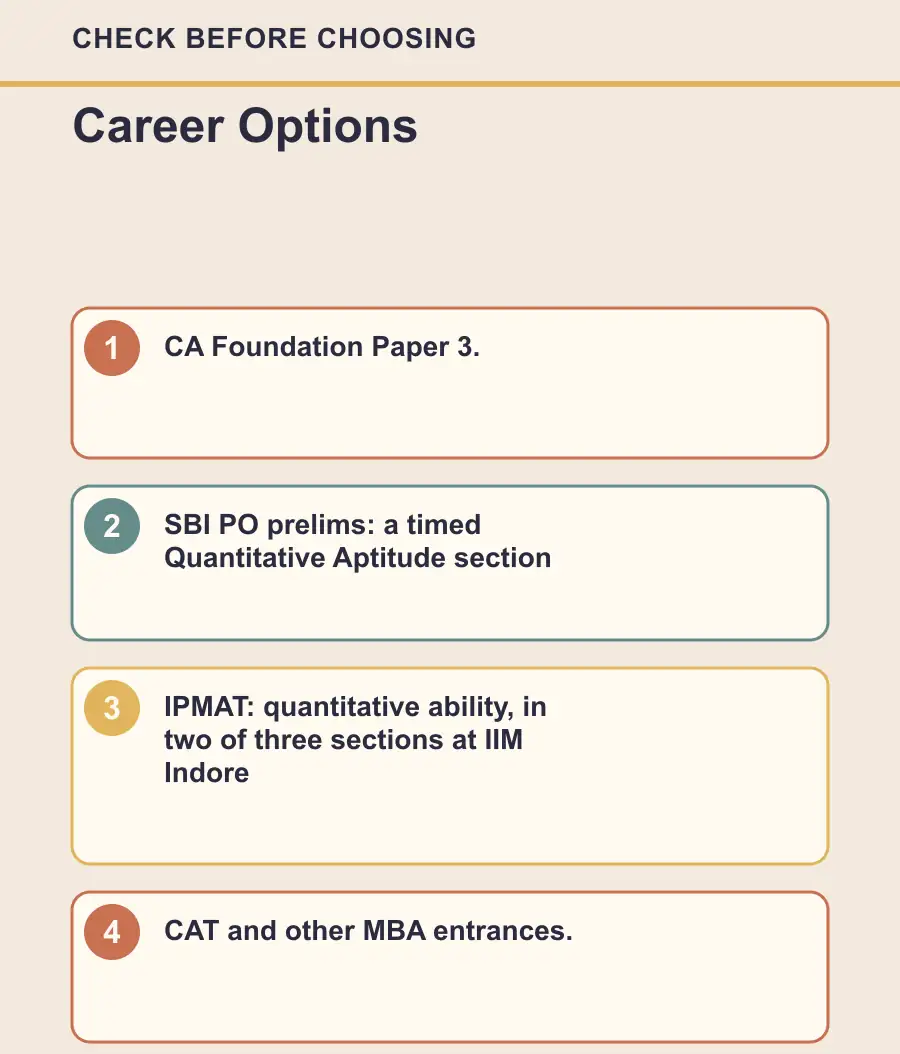 CHECK BEFORE CHOOSING
Career Options
1
CA Foundation Paper 3.
2
SBI PO prelims: a timed
Quantitative Aptitude section
3
IPMAT: quantitative ability, in
two of three sections at IIM
Indore
4
CAT and other MBA entrances.